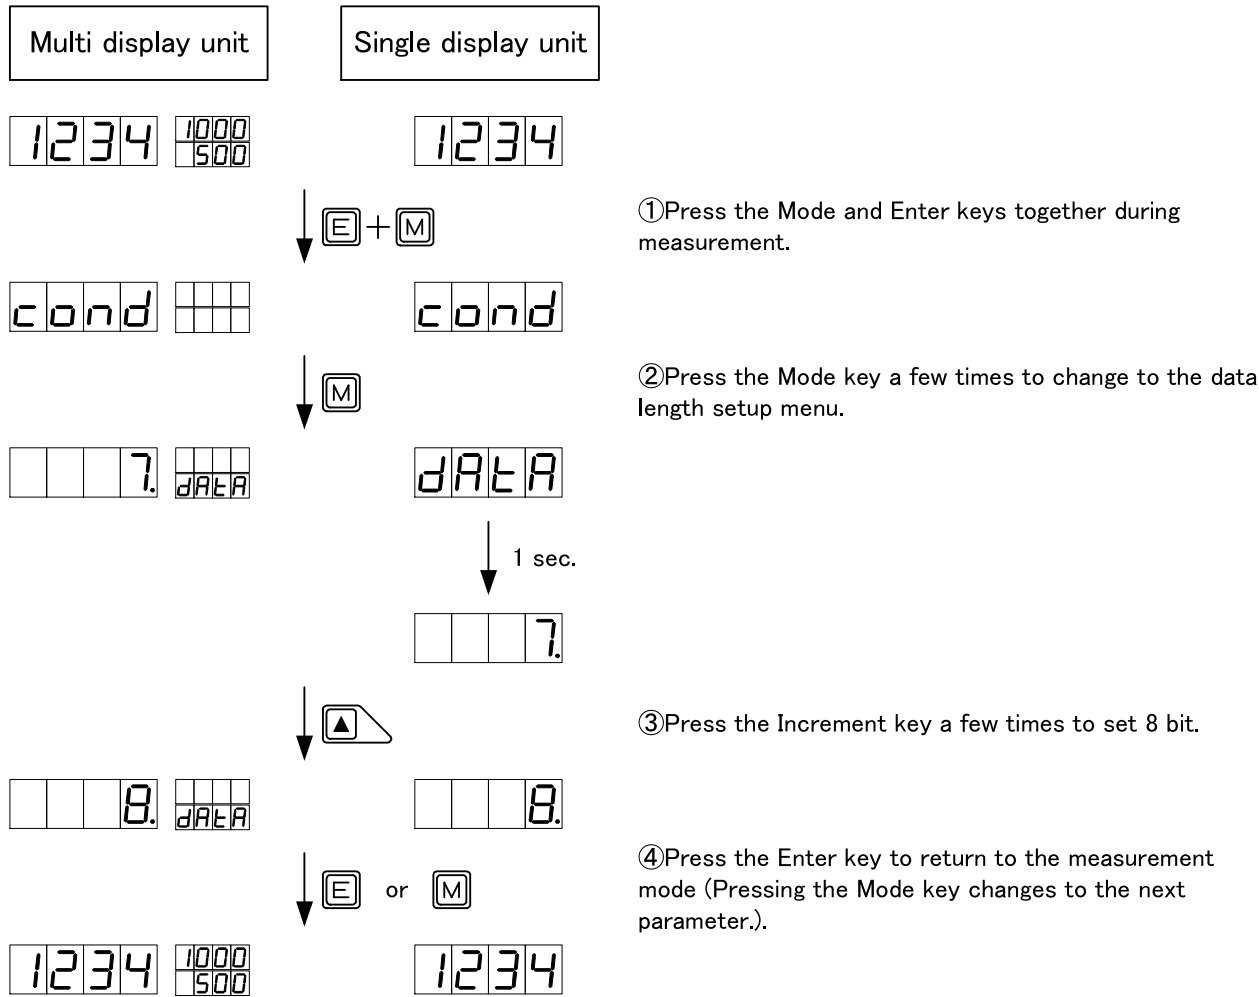 Multi display unit
Single display unit
1234 1000
500
1234
E + M
①Press the Mode and Enter keys together during
measurement.
cond
cond
M
②Press the Mode key a few times to change to the data
length setup menu.
7. dAtA
dAtA
1 sec.
7.
▲
③Press the Increment key a few times to set 8 bit.
8. dAtA
8.
E or M
④Press the Enter key to return to the measurement
mode (Pressing the Mode key changes to the next
parameter.).
1234 1000
500
1234